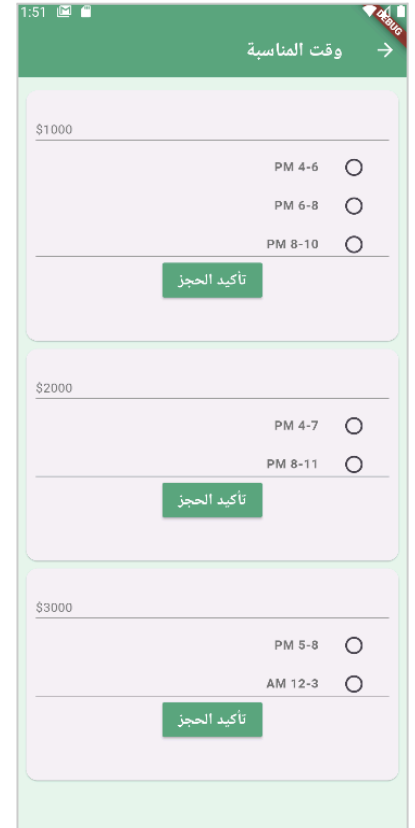 1:51
DEBUG
وقت المناسبة
$1000
PM 4-6
PM 6-8
PM 8-10
تأكيد الحجز
$2000
PM 4-7
PM 8-11
تأكيد الحجز
$3000
PM 5-8
AM 12-3
تأكيد الحجز